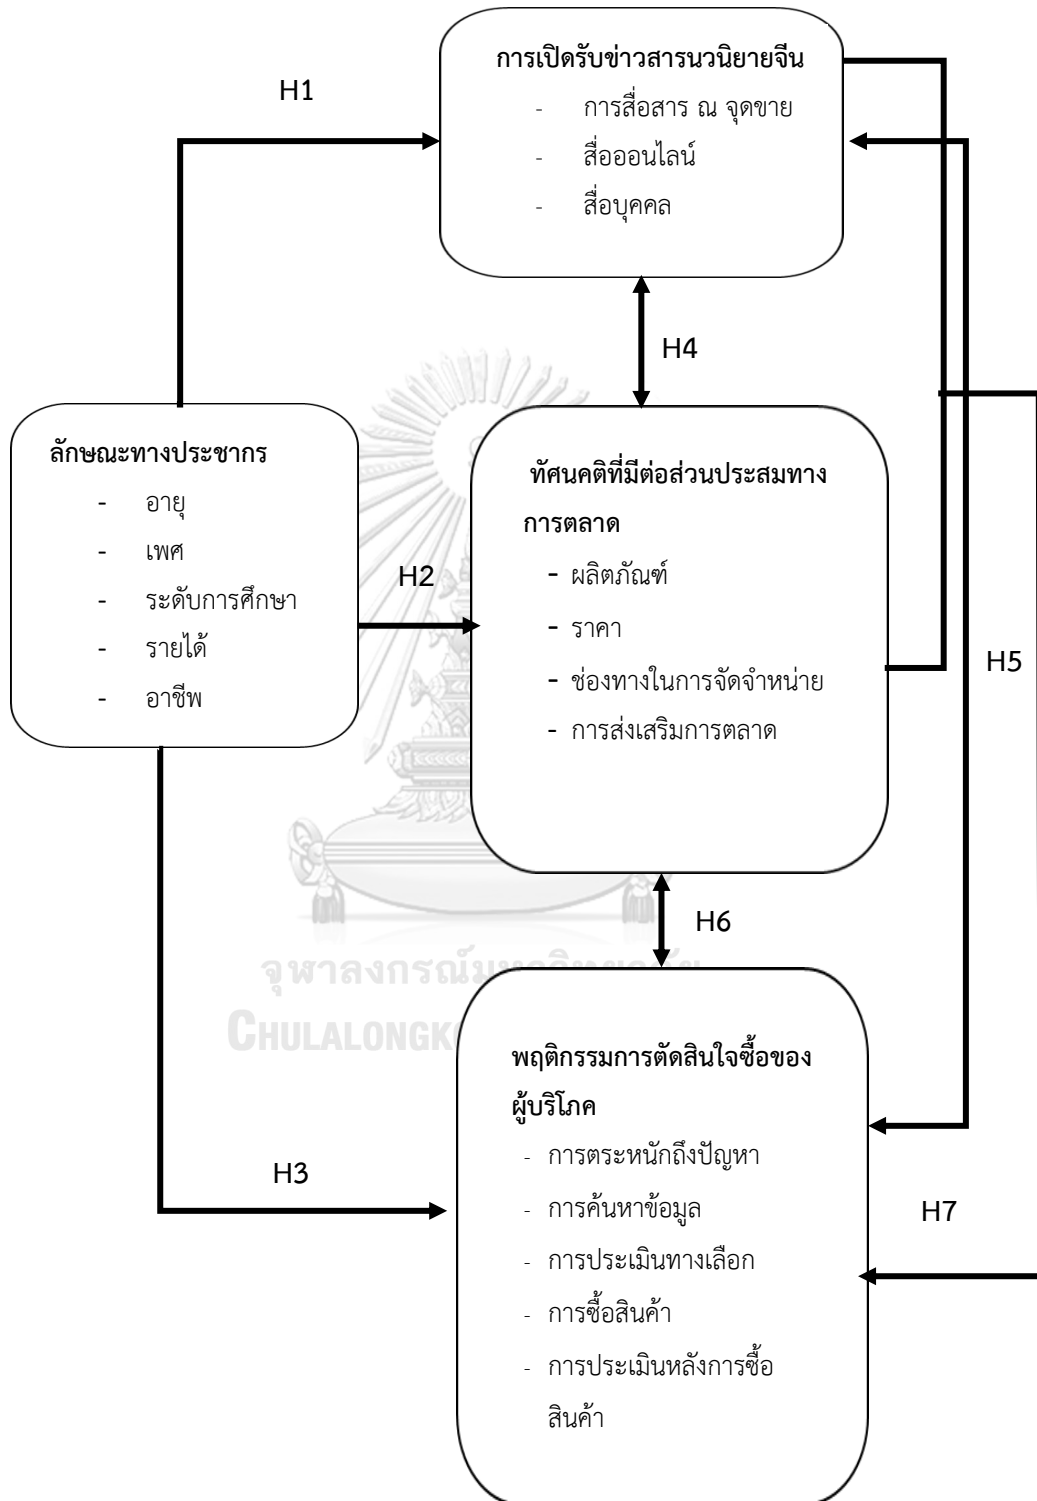 การเปิดรับข่าวสารนวนิยายจีน
- การสื่อสาร ณ จุดขาย
- สื่อออนไลน์
- สื่อบุคคล
H1
H4
ลักษณะทางประชากร
- อายุ
- เพศ
- ระดับการศึกษา
- รายได้
- อาชีพ
H2
ทัศนคติที่มีต่อส่วนประสมทาง
การตลาด
- ผลิตภัณฑ์
- ราคา
- ช่องทางในการจัดจำหน่าย
- การส่งเสริมการตลาด
H5
H6
CHULALONGK
พฤติกรรมการตัดสินใจซื้อของ
ผู้บริโภค
- การตระหนักถึงปัญหา
- การค้นหาข้อมูล
- การประเมินทางเลือก
- การซื้อสินค้า
- การประเมินหลังการซื้อ
สินค้า
H3
H7